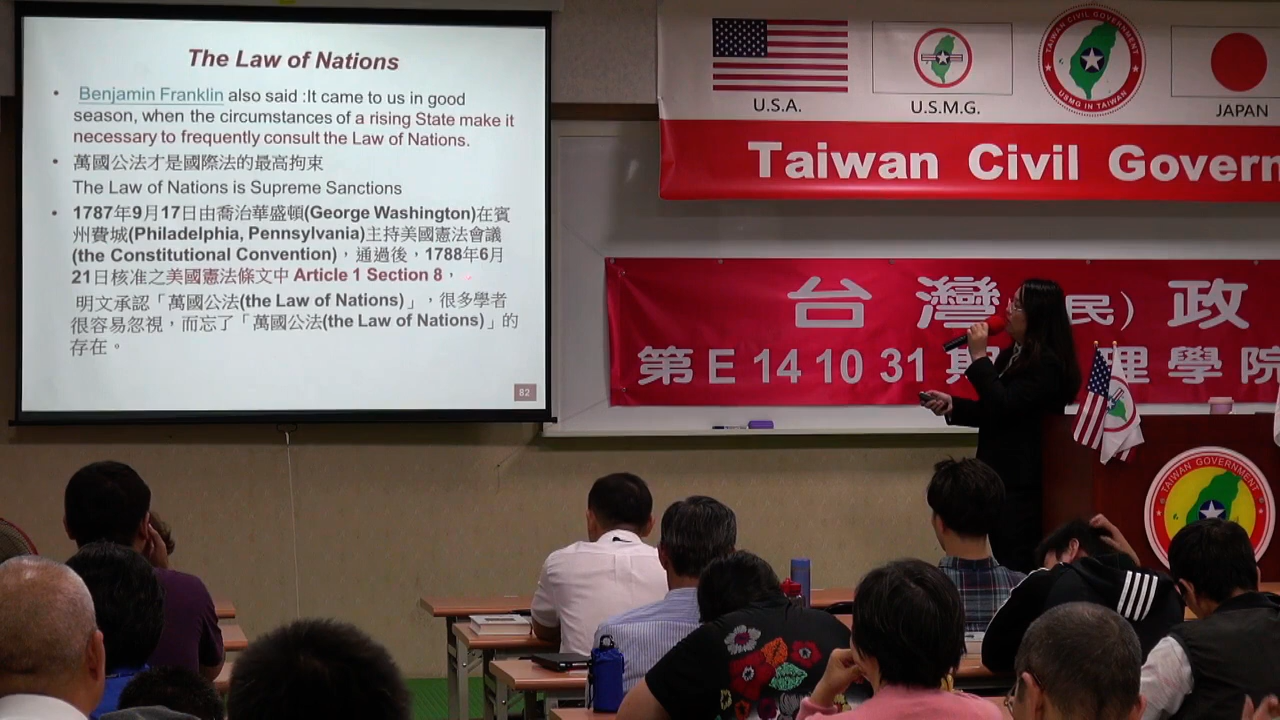 The Law of Nations
• Benjamin Franklin also said :It came to us in good
season, when the circumstances of a rising State make it
necessary to frequently consult the Law of Nations.
• 萬國公法才是國際法的最高拘束
The Law of Nations is Supreme Sanctions
• 1787年9月17日由喬治華盛頓(George Washington)在賓
州費城(Philadelphia, Pennsylvania)主持美國憲法會議
(the Constitutional Convention)，通過後，1788年6月
21日核准之美國憲法條文中 Article 1 Section 8，
明文承認「萬國公法(the Law of Nations)」，很多學者
很容易忽視，而忘了「萬國公法(the Law of Nations)」的
存在。
82
U.S.A.
U.S.M.G.
TAIWAN CIVIL GOVERNMENT
USMG IN TAIWAN
JAPAN
Taiwan Civil Govern
台灣 民）政
第E 14 10 31 期 理學院
TAIWAN GOVERNMENT